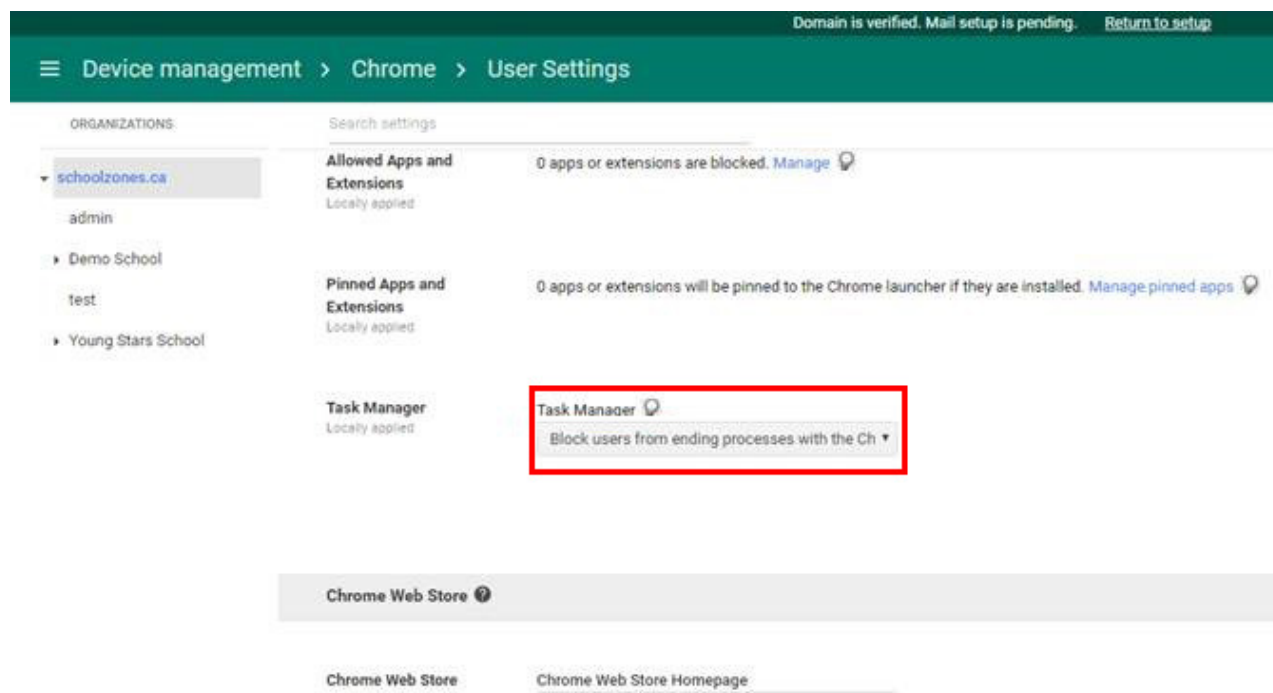 Domain is verified. Mail setup is pending. Return to setup
Device management > Chrome > User Settings
ORGANIZATIONS
Search settings
schoolzones.ca
admin
Demo School
test
Young Stars School
Allowed Apps and
Extensions
Locally applied
0 apps or extensions are blocked. Manage
Pinned Apps and
Extensions
Locally applied
0 apps or extensions will be pinned to the Chrome launcher if they are installed. Manage pinned apps
Task Manager
Locally applied
Task Manager
Block users from ending processes with the Ch
Chrome Web Store
Chrome Web Store
Chrome Web Store Homepage